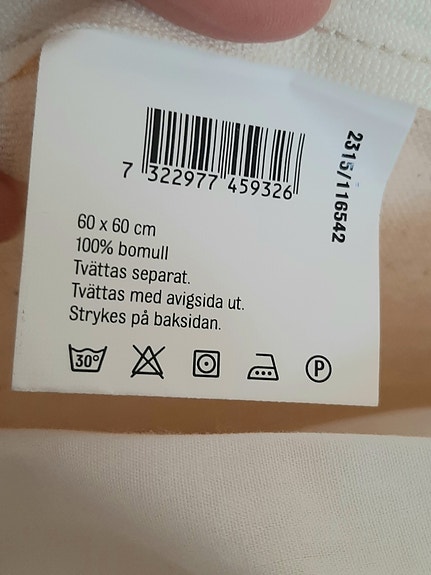 7 322977 459326
2315/116542
60 x 60 cm
100% bomull
Tvättas separat.
Tvättas med avigsida ut.
Strykes på baksidan.
30° P